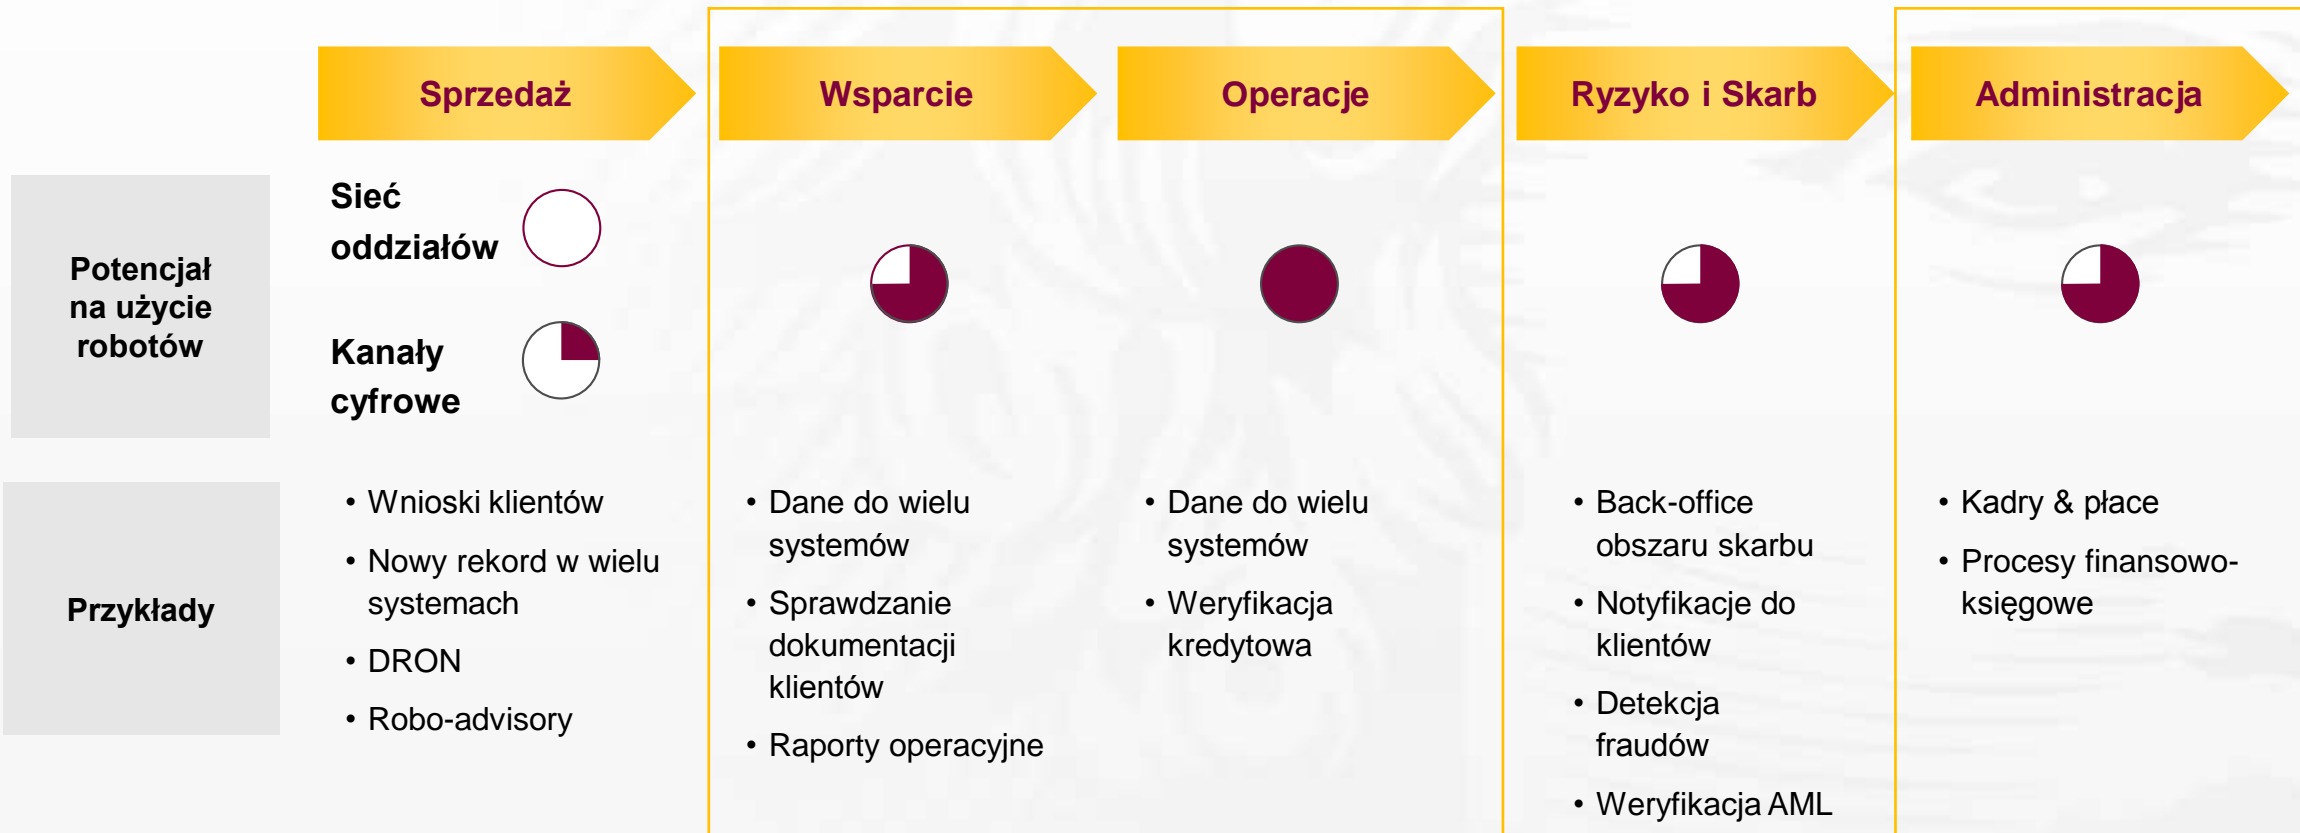 Sprzedaż
Wsparcie
Operacje
Ryzyko i Skarb
Administracja
Potencjał
na użycie
robotów
Sieć
oddziałów
Kanały
cyfrowe
Przykłady
• Wnioski klientów
• Nowy rekord w wielu
systemach
• DRON
• Robo-advisory
• Dane do wielu
systemów
• Sprawdzanie
dokumentacji
klientów
• Raporty operacyjne
• Dane do wielu
systemów
• Weryfikacja
kredytowa
• Back-office
obszaru skarbu
• Notyfikacje do
klientów
• Detekcja
fraudów
• Weryfikacja AML
• Kadry & płace
• Procesy finansowo-
księgowe